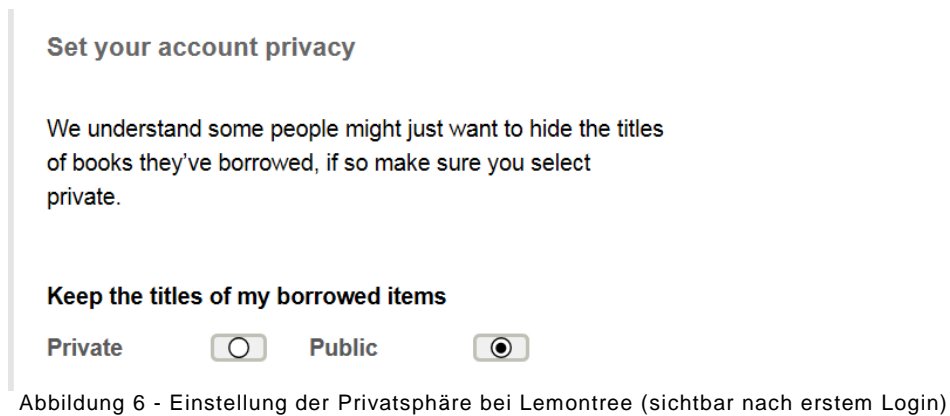 Set your account privacy
We understand some people might just want to hide the titles
of books they've borrowed, if so make sure you select
private.
Keep the titles of my borrowed items
Private Public
Abbildung 6 - Einstellung der Privatsphäre bei Lemontree (sichtbar nach erstem Login)